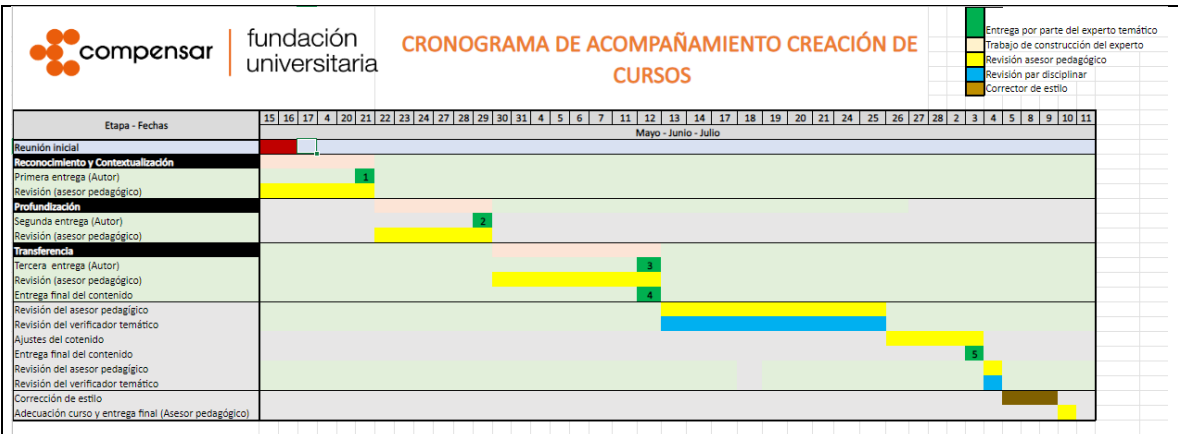 compensar
fundación
universitaria
CRONOGRAMA DE ACOMPAÑAMIENTO CREACIÓN DE
CURSOS
Entrega por parte del experto temático
Trabajo de construcción del experto
Revisión asesor pedagógico
Revisión par disciplinar
Corrector de estilo
Etapa - Fechas
15 16 17 4 20 21 22 23 24 27 28 29 30 31 4 5 6 7 11 12 13 14 17 18 19 20 21 24 25 26 27 28 2 3 4 5 8 9 10 11
Mayo - Junio - Julio
Reunión inicial
Reconocimiento y Contextualización
Primera entrega (Autor) 1
Revisión (asesor pedagógico)
Profundización
Segunda entrega (Autor) 2
Revisión (asesor pedagógico)
Transferencia
Tercera entrega (Autor) 3
Revisión (asesor pedagógico)
Entrega final del contenido 4
Revisión del asesor pedagígico
Revisión del verificador temático
Ajustes del cotenido
Entrega final del contenido 5
Revisión del asesor pedagígico
Revisión del verificador temático
Corrección de estilo
Adecuación curso y entrega final (Asesor pedagógico)